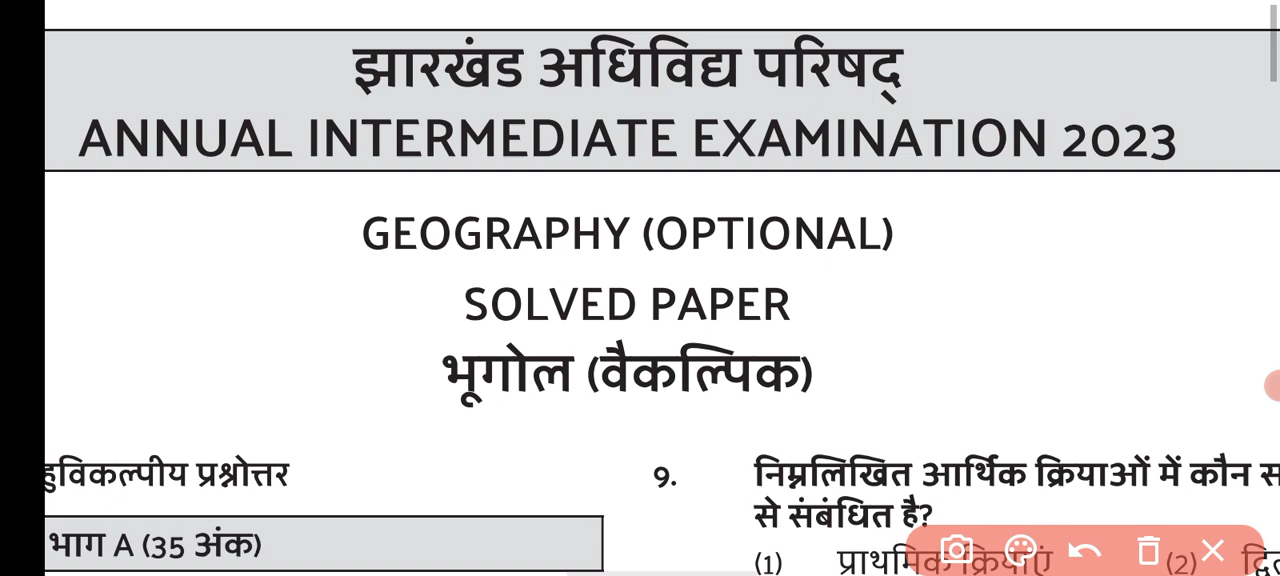 झारखंड अधिविद्य परिषद्
ANNUAL INTERMEDIATE EXAMINATION 2023
GEOGRAPHY (OPTIONAL)
SOLVED PAPER
भूगोल (वैकल्पिक)
हुविकल्पीय प्रश्नोत्तर
भाग A (35 अंक)
9. निम्नलिखित आर्थिक क्रियाओं में कौन
से संबंधित है?
(1) प्राथमिक क्रियाएं (2)